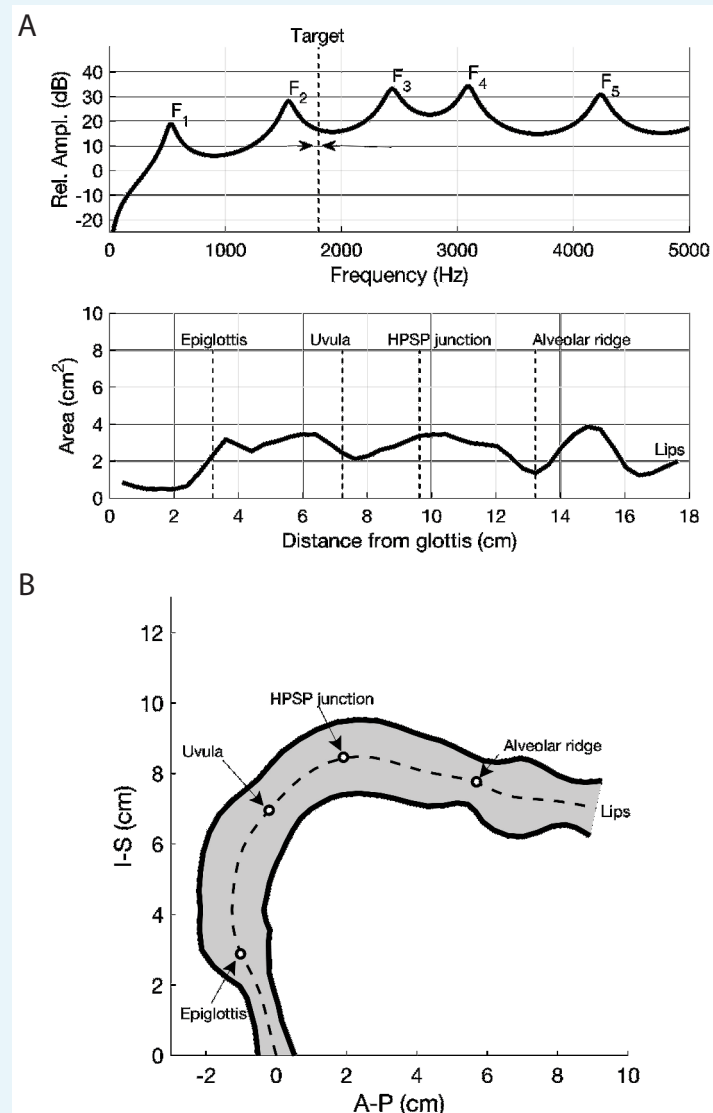 A
Target
F1 F2 F3 F4 F5
40
30
20
10
0
-10
-20
Rel. Ampl. (dB)
0 1000 2000 3000 4000 5000
Frequency (Hz)
10
8
6
4
2
0
Area (cm²)
Epiglottis Uvula HPSP junction Alveolar ridge
Lips
0 2 4 6 8 10 12 14 16 18
Distance from glottis (cm)
B
12
10
8
6
4
2
0
I-S (cm)
HPSP junction
Uvula
Alveolar ridge
Lips
Epiglottis
-2 0 2 4 6 8 10
A-P (cm)